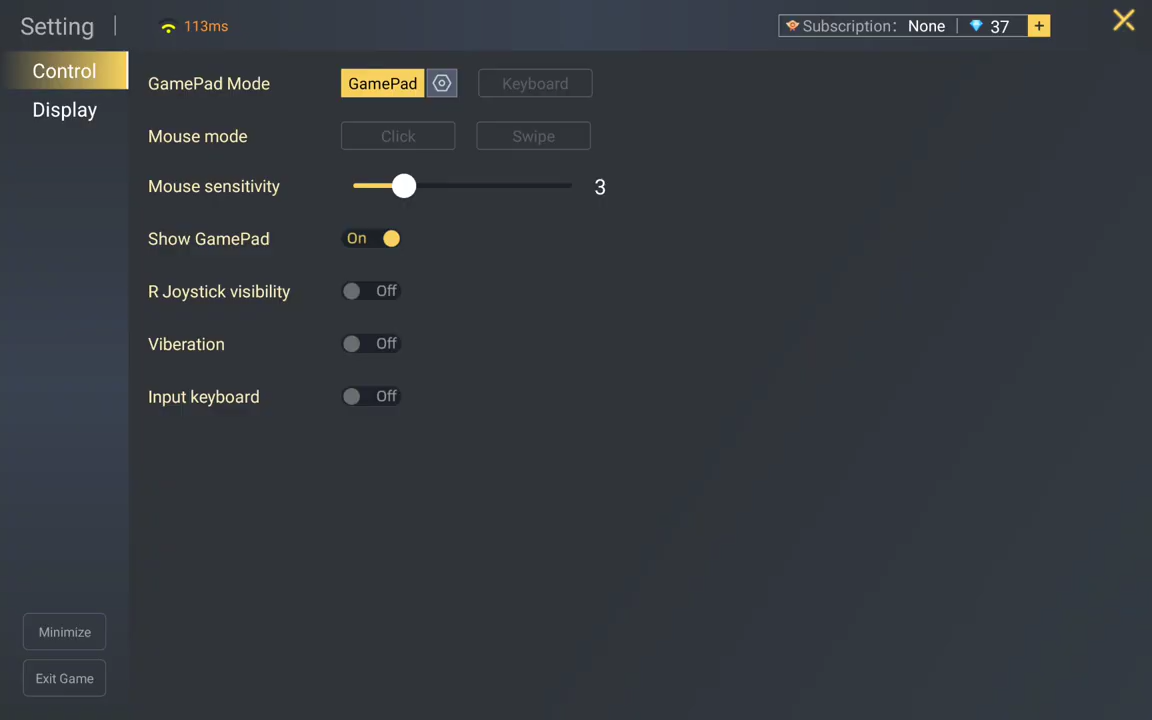 Setting
113ms
Subscription: None
37
+
Control
Display
GamePad Mode
GamePad
Keyboard
Mouse mode
Click
Swipe
Mouse sensitivity
3
Show GamePad
On
R Joystick visibility
Off
Viberation
Off
Input keyboard
Off
Minimize
Exit Game